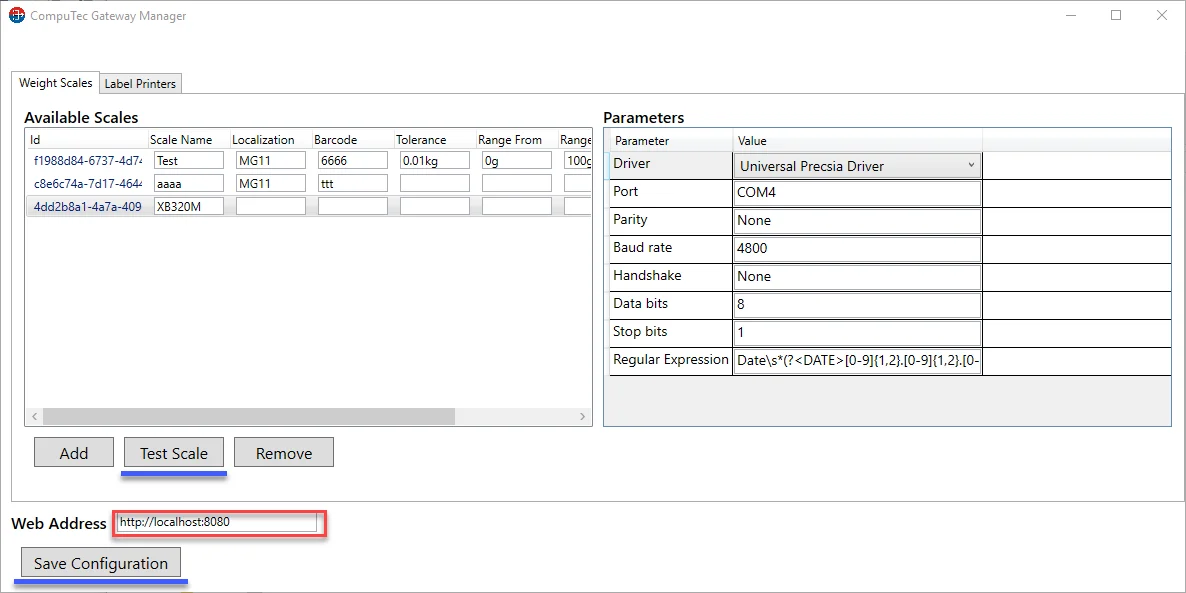 CompuTec Gateway Manager
Weight Scales Label Printers
Available Scales
Id Scale Name Localization Barcode Tolerance Range From Range
f1988d84-6737-4d74 Test MG11 6666 0.01kg 0g 100g
c8e6c74a-7d17-4644 aaaa MG11 ttt
4dd2b8a1-4a7a-409 XB320M
Add Test Scale Remove
Parameters
Parameter Value
Driver Universal Precsia Driver
Port COM4
Parity None
Baud rate 4800
Handshake None
Data bits 8
Stop bits 1
Regular Expression Date\s*(?<DATE>[0-9]{1,2}.[0-9]{1,2}.[0-
Web Address http://localhost:8080
Save Configuration